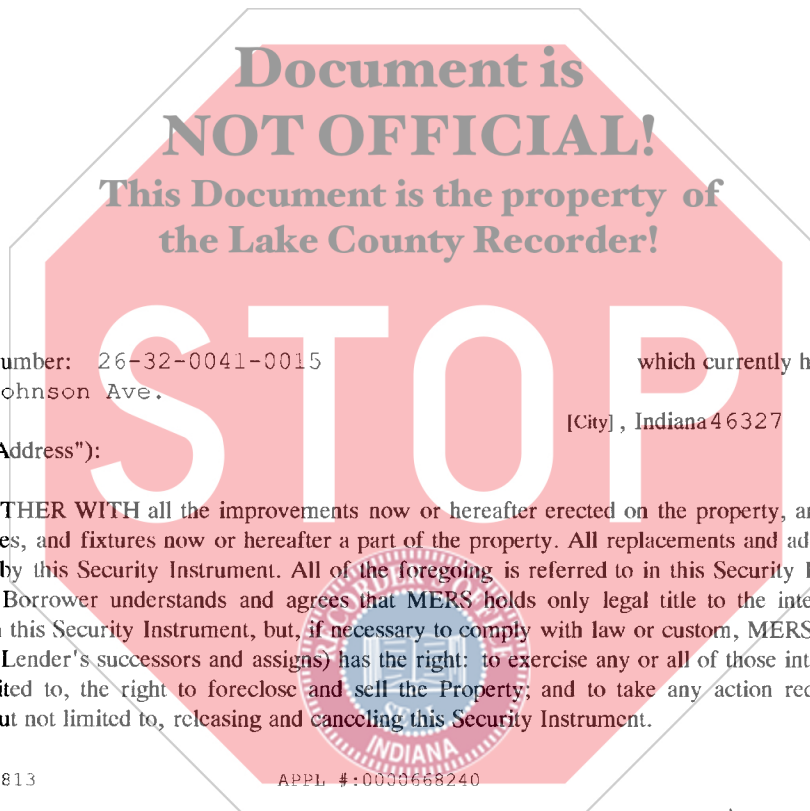 Document is
NOT OFFICIAL!
This Document is the property of
the Lake County Recorder!
STOP
umber: 26-32-0041-0015 which currently h
ohnson Ave.
[City] , Indiana 46327
Address"):
THER WITH all the improvements now or hereafter erected on the property, an
es, and fixtures now or hereafter a part of the property. All replacements and ad
by this Security Instrument. All of the foregoing is referred to in this Security I
Borrower understands and agrees that MERS holds only legal title to the inte
this Security Instrument, but, if necessary to comply with law or custom, MERS
Lender's successors and assigns) has the right: to exercise any or all of those int
ited to, the right to foreclose and sell the Property; and to take any action req
ut not limited to, releasing and canceling this Security Instrument.
RECORDER'S OFFICE
SEAL
INDIANA
813 APPL #:0000668240